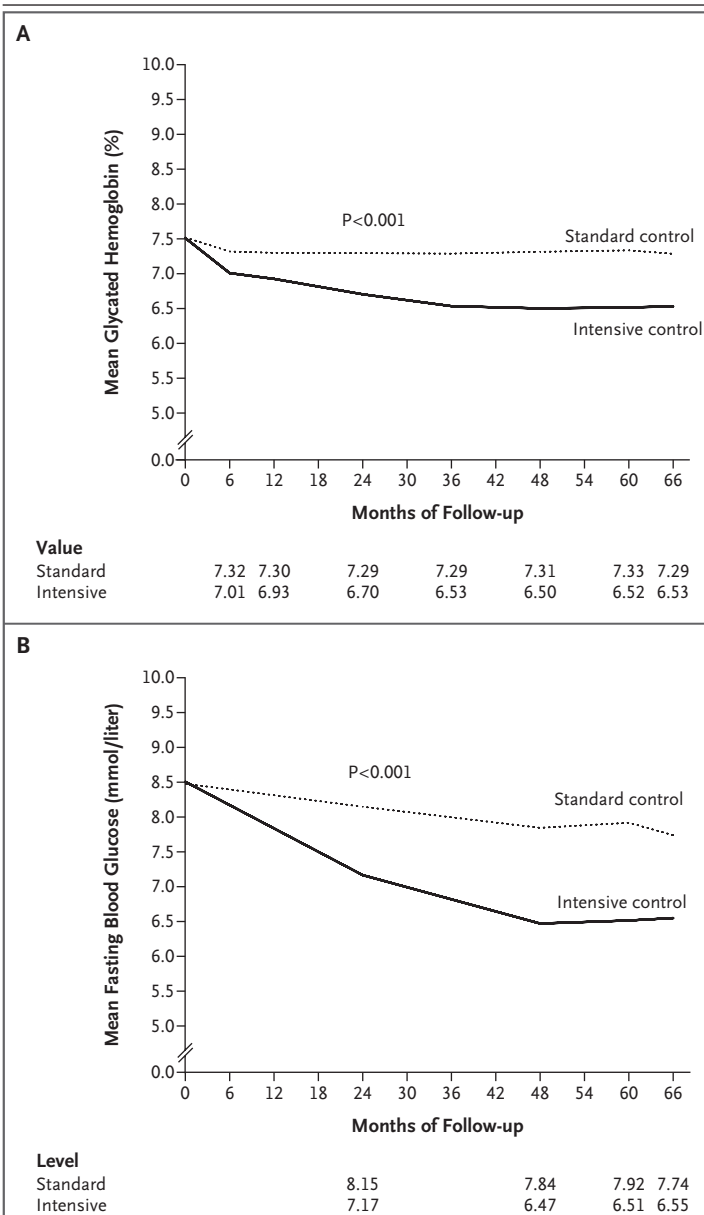 A
Mean Glycated Hemoglobin (%)
10.0
9.5
9.0
8.5
8.0
7.5
7.0
6.5
6.0
5.5
5.0
0.0
P<0.001
Standard control
Intensive control
0 6 12 18 24 30 36 42 48 54 60 66
Months of Follow-up
Value
Standard 7.32 7.30 7.29 7.29 7.31 7.33 7.29
Intensive 7.01 6.93 6.70 6.53 6.50 6.52 6.53
B
Mean Fasting Blood Glucose (mmol/liter)
10.0
9.5
9.0
8.5
8.0
7.5
7.0
6.5
6.0
5.5
5.0
0.0
P<0.001
Standard control
Intensive control
0 6 12 18 24 30 36 42 48 54 60 66
Months of Follow-up
Level
Standard 8.15 7.84 7.92 7.74
Intensive 7.17 6.47 6.51 6.55